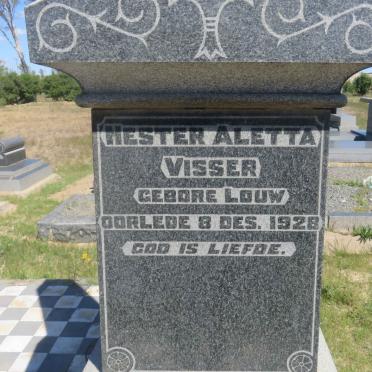 HESTER ALETTA
VISSER
GEBORE LOUW
OORLEDE 8 DES. 1928
GOD IS LIEFDE.